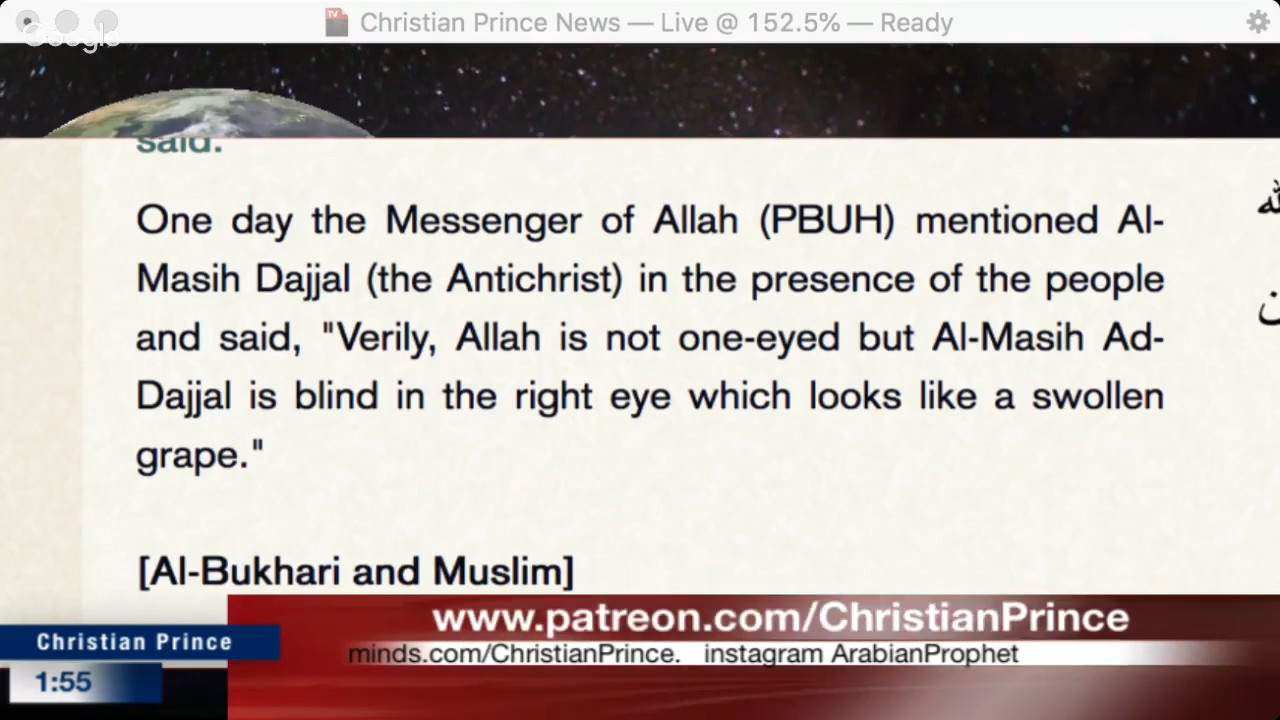 TV
Christian Prince News — Live @ 152.5% — Ready
Google
said:
One day the Messenger of Allah (PBUH) mentioned Al-
Masih Dajjal (the Antichrist) in the presence of the people
and said, "Verily, Allah is not one-eyed but Al-Masih Ad-
Dajjal is blind in the right eye which looks like a swollen
grape."
[Al-Bukhari and Muslim]
www.patreon.com/ChristianPrince
Christian Prince
minds.com/ChristianPrince. instagram ArabianProphet
1:55